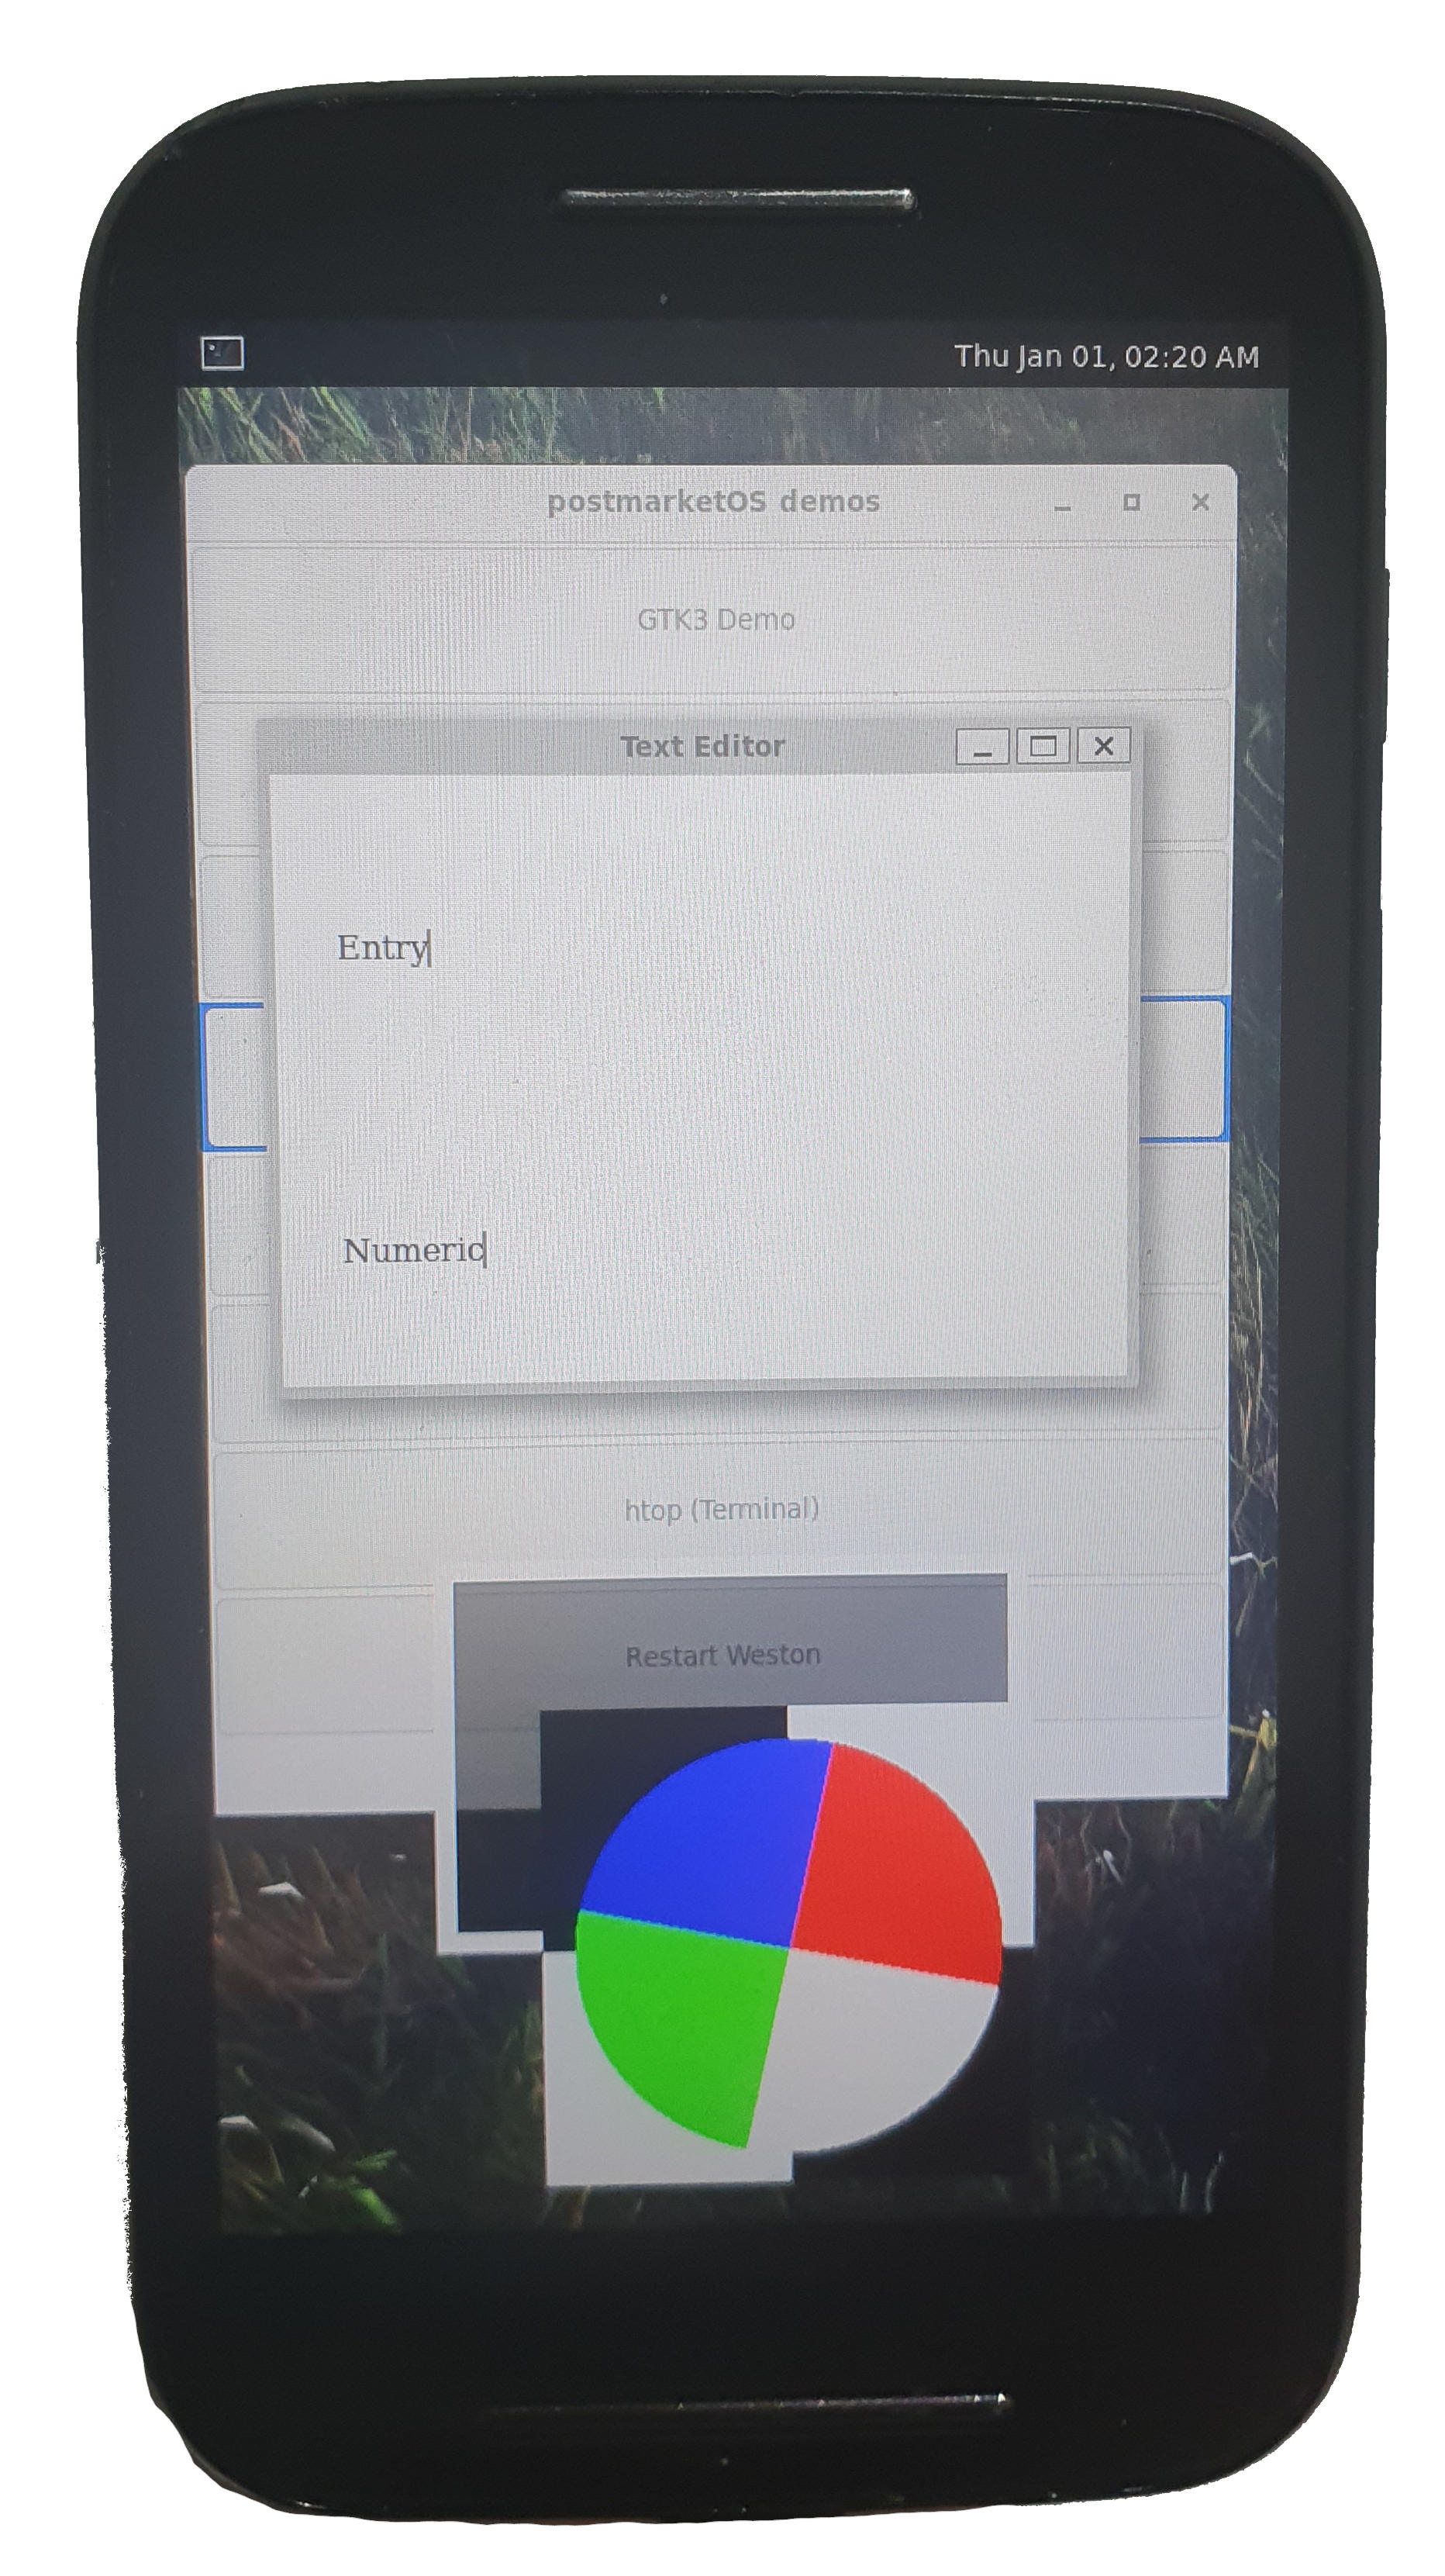 Thu Jan 01, 02:20 AM
postmarketOS demos
GTK3 Demo
Text Editor
Entry
Numeric
htop (Terminal)
Restart Weston